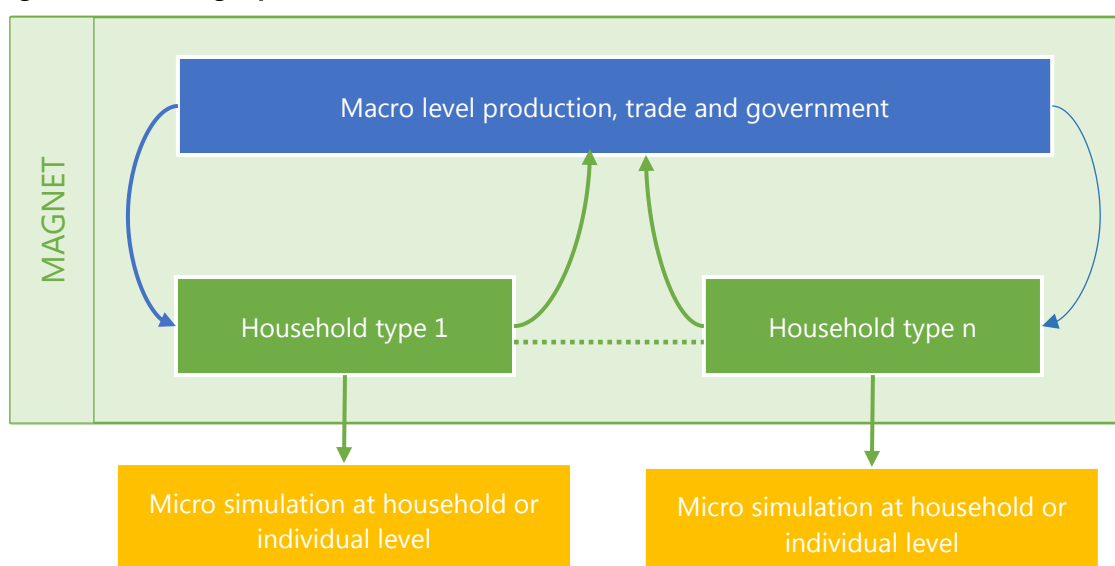 Macro level production, trade and government
MAGNET
Household type 1
Household type n
Micro simulation at household or
individual level
Micro simulation at household or
individual level